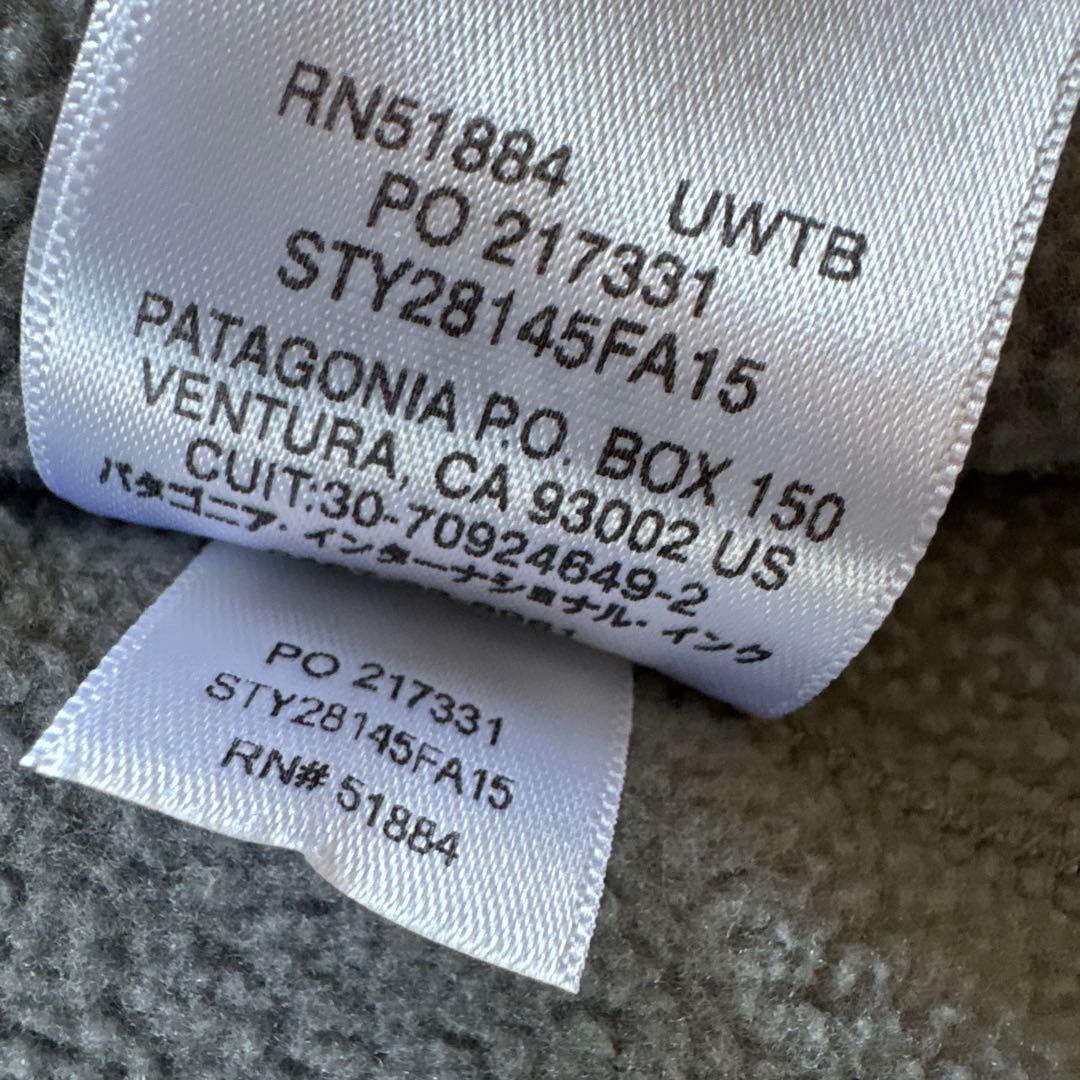 RN51884 UWTB
PO 217331
STY28145FA15
PATAGONIA P.O. BOX 150
VENTURA, CA 93002 US
CUIT:30-70924649-2
パタゴニア・インターナショナル・インク
PO 217331
STY28145FA15
RN# 51884